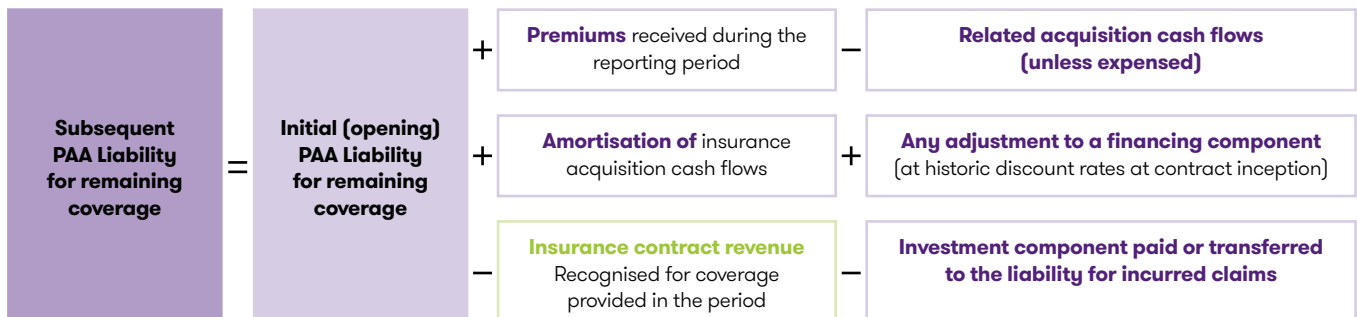 Subsequent
PAA Liability
for remaining
coverage
=
Initial (opening)
PAA Liability
for remaining
coverage
+
Premiums received during the
reporting period
−
Related acquisition cash flows
(unless expensed)
+
Amortisation of insurance
acquisition cash flows
+
Any adjustment to a financing component
(at historic discount rates at contract inception)
−
Insurance contract revenue
Recognised for coverage
provided in the period
−
Investment component paid or transferred
to the liability for incurred claims